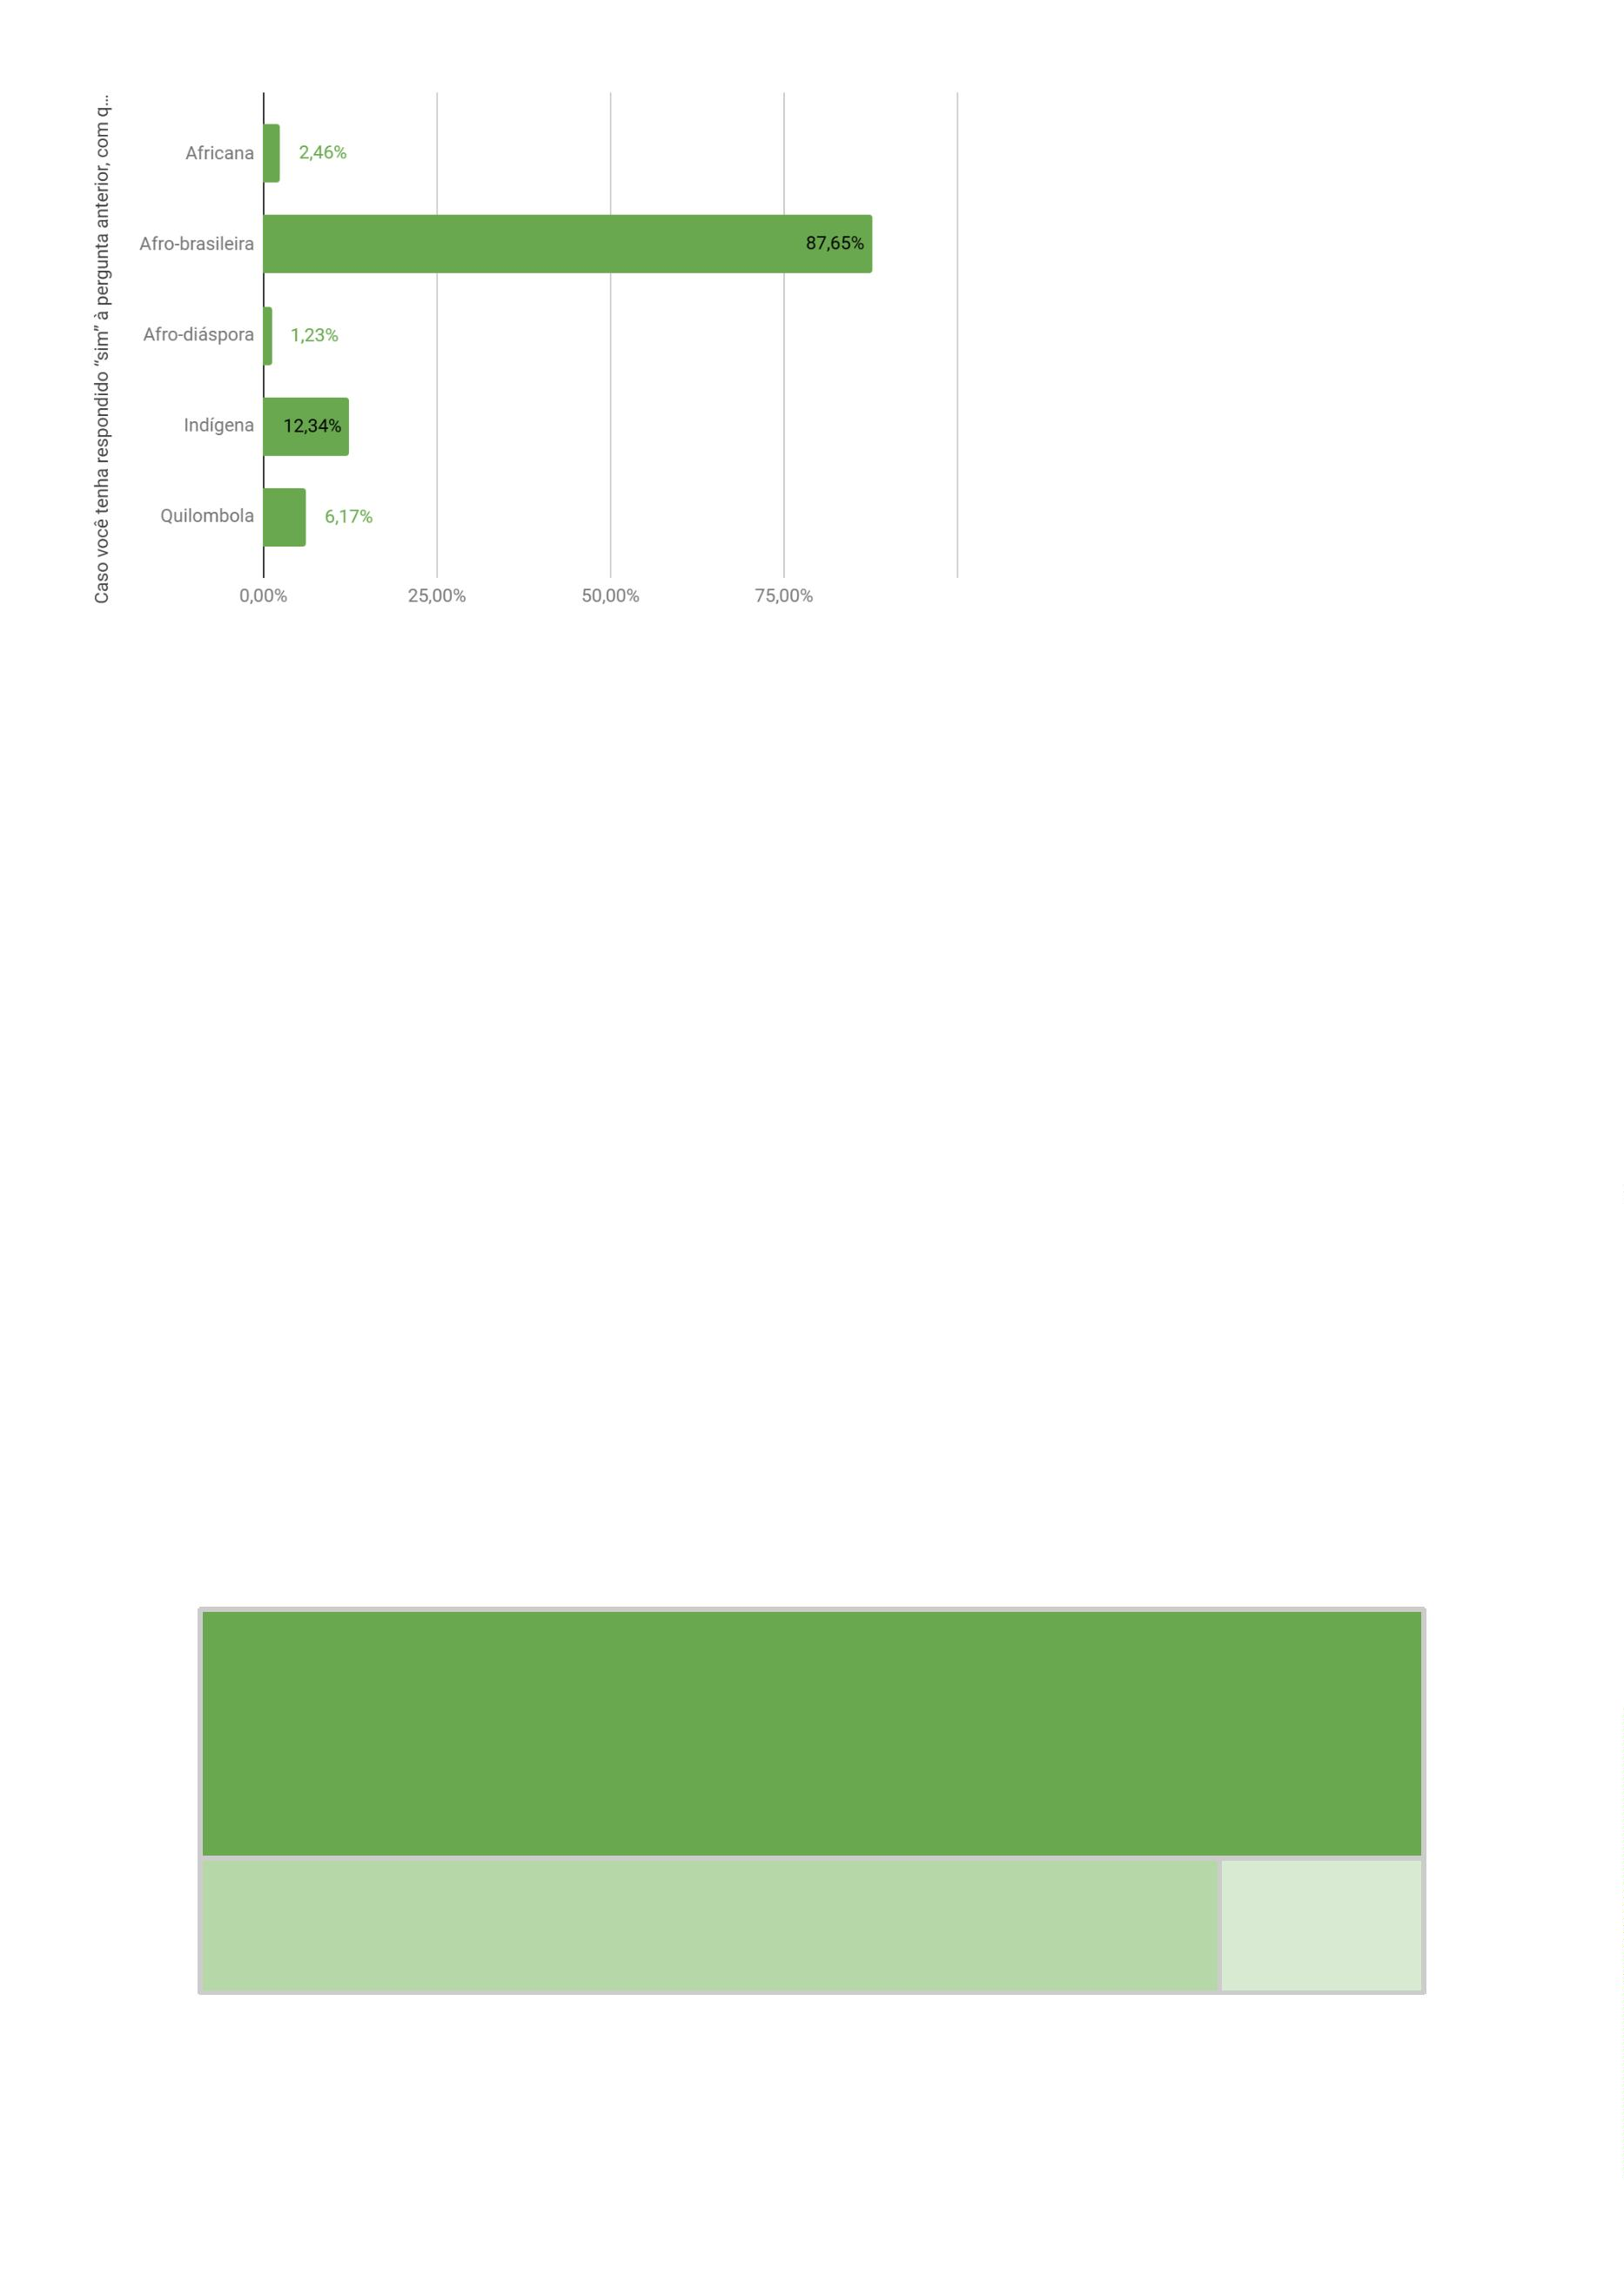 Caso você tenha respondido “sim” à pergunta anterior, com q...
Africana 2,46%
Afro-brasileira 87,65%
Afro-diáspora 1,23%
Indígena 12,34%
Quilombola 6,17%
0,00% 25,00% 50,00% 75,00%